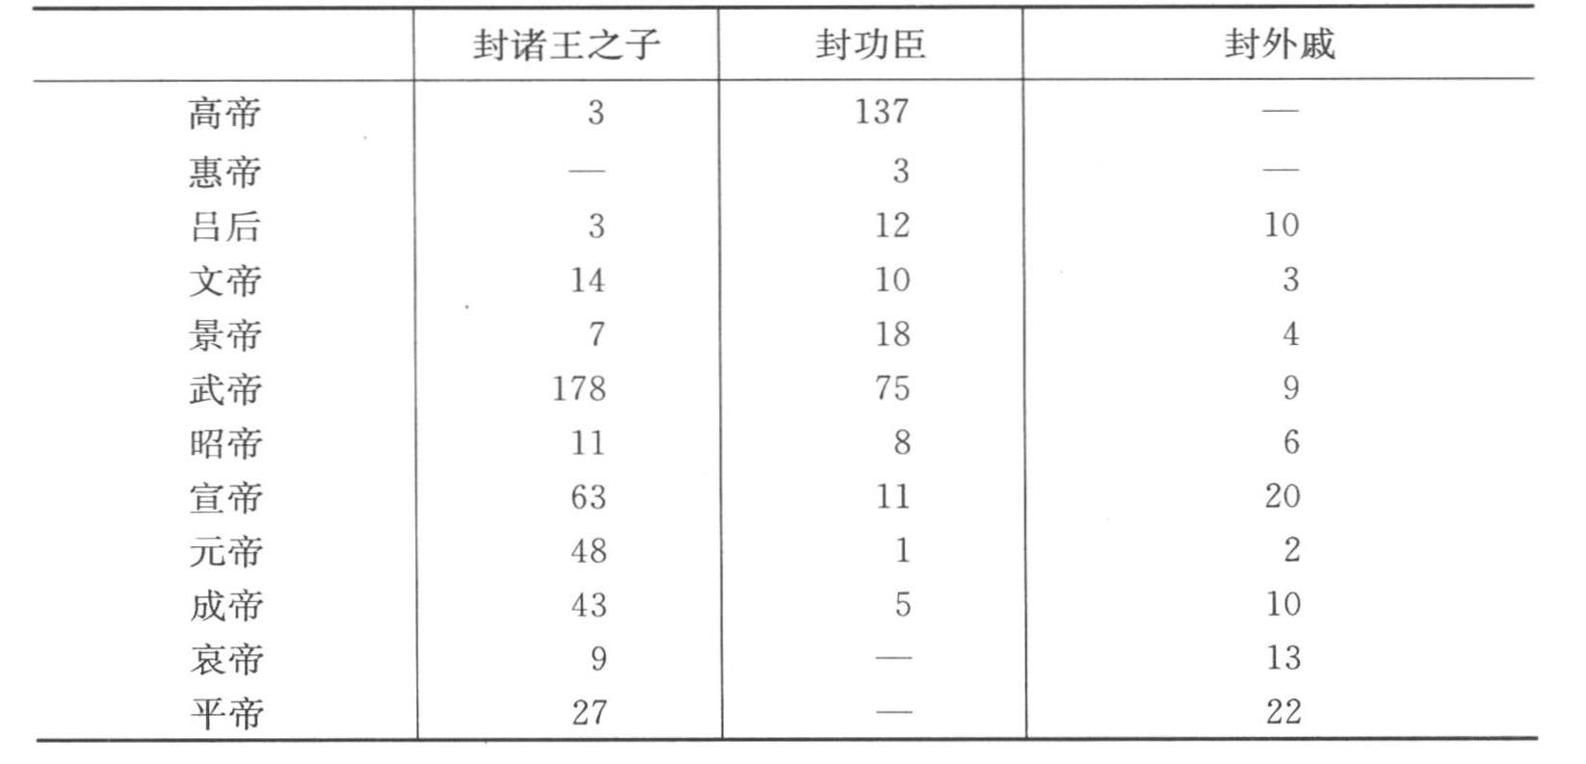 封诸王之子 封功臣 封外戚
高帝 3 137 —
惠帝 — 3 —
吕后 3 12 10
文帝 14 10 3
景帝 7 18 4
武帝 178 75 9
昭帝 11 8 6
宣帝 63 11 20
元帝 48 1 2
成帝 43 5 10
哀帝 9 — 13
平帝 27 — 22